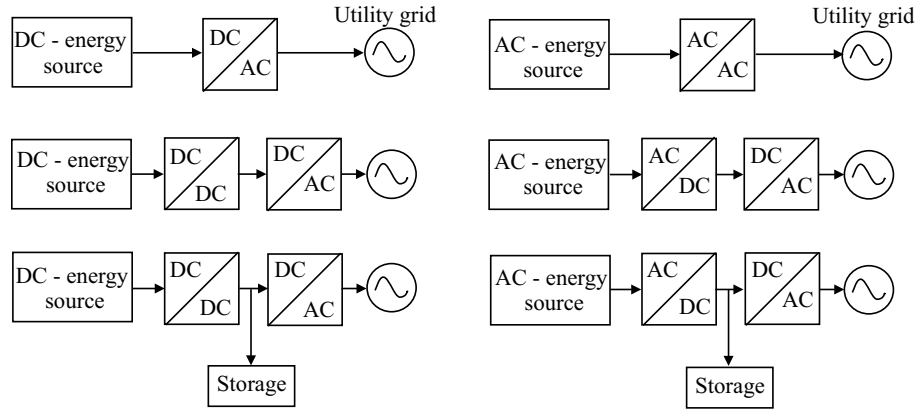 Utility grid
DC - energy
source
DC
AC
DC - energy
source
DC
DC
DC
AC
DC - energy
source
DC
DC
DC
AC
Storage
Utility grid
AC - energy
source
AC
AC
AC - energy
source
AC
DC
DC
AC
AC - energy
source
AC
DC
DC
AC
Storage